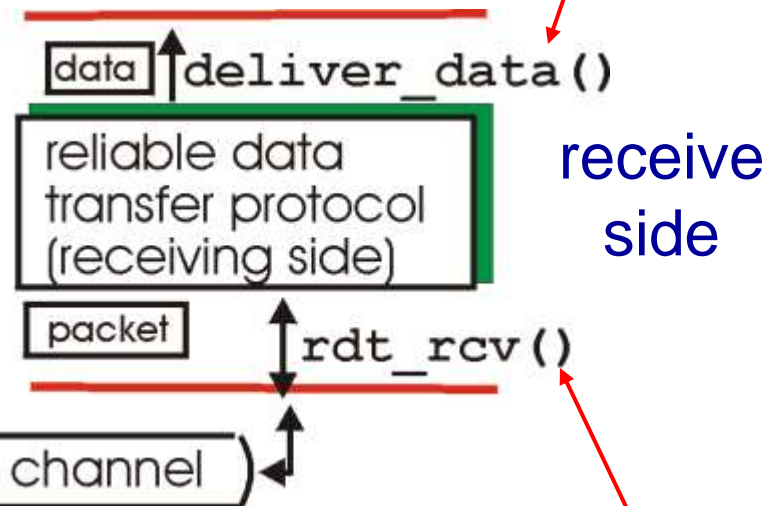 data deliver_data()
reliable data
transfer protocol
(receiving side)
receive
side
packet
rdt_rcv()
channel